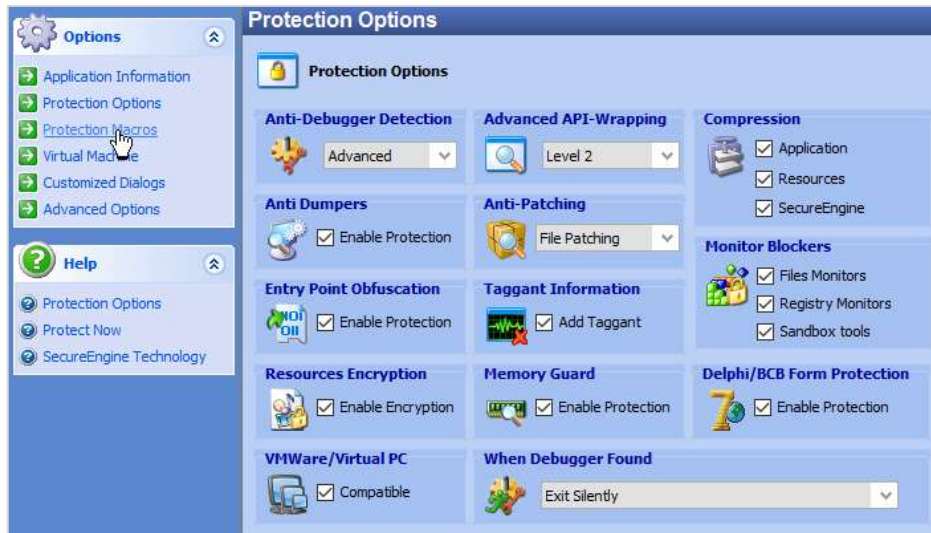 Options
Application Information
Protection Options
Protection Macros
Virtual Machine
Customized Dialogs
Advanced Options
Help
Protection Options
Protect Now
SecureEngine Technology
Protection Options
Protection Options
Anti-Debugger Detection
Advanced
Advanced API-Wrapping
Level 2
Compression
Application
Resources
SecureEngine
Anti Dumpers
Enable Protection
Anti-Patching
File Patching
Monitor Blockers
Files Monitors
Registry Monitors
Sandbox tools
Entry Point Obfuscation
Enable Protection
Taggant Information
Add Taggant
Resources Encryption
Enable Encryption
Memory Guard
Enable Protection
Delphi/BCB Form Protection
Enable Protection
VMWare/Virtual PC
Compatible
When Debugger Found
Exit Silently